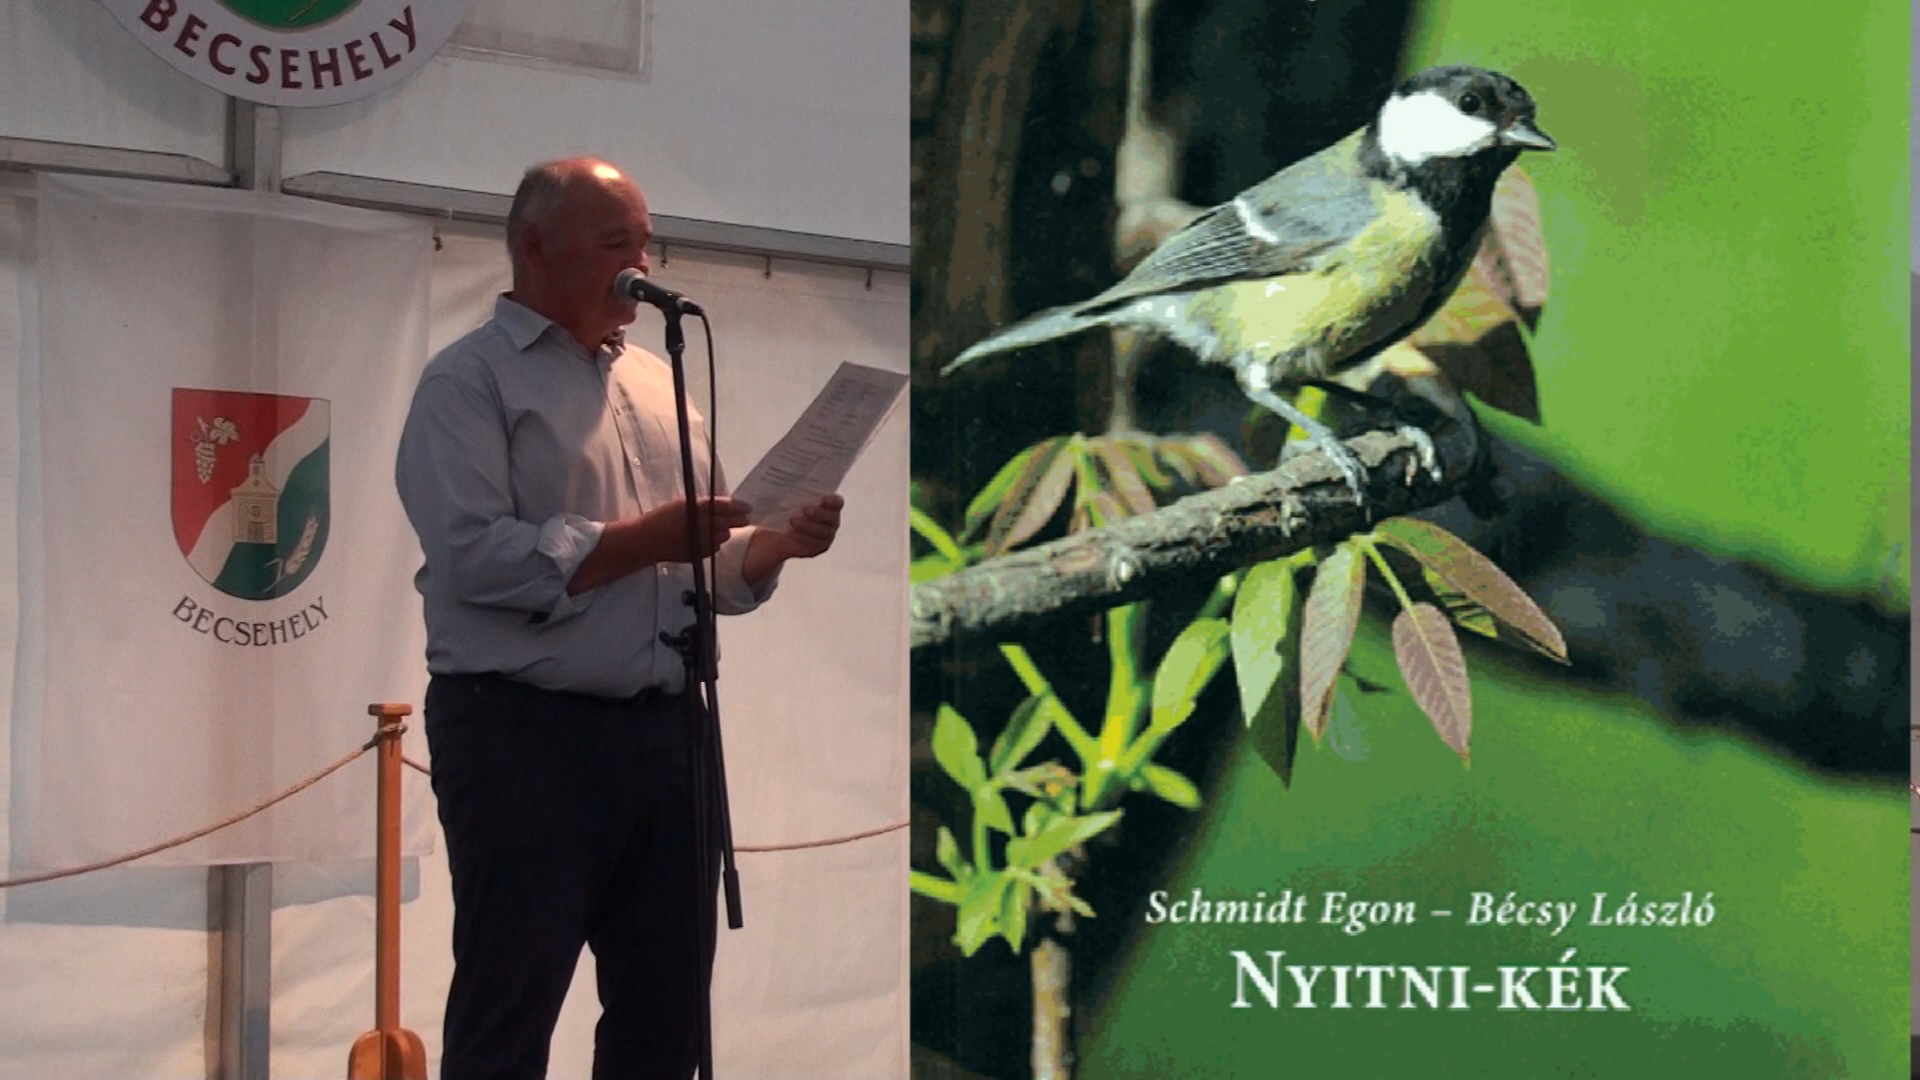 BECSEHELY
BECSEHELY
Schmidt Egon – Bécsy László
NYITNI-KÉK